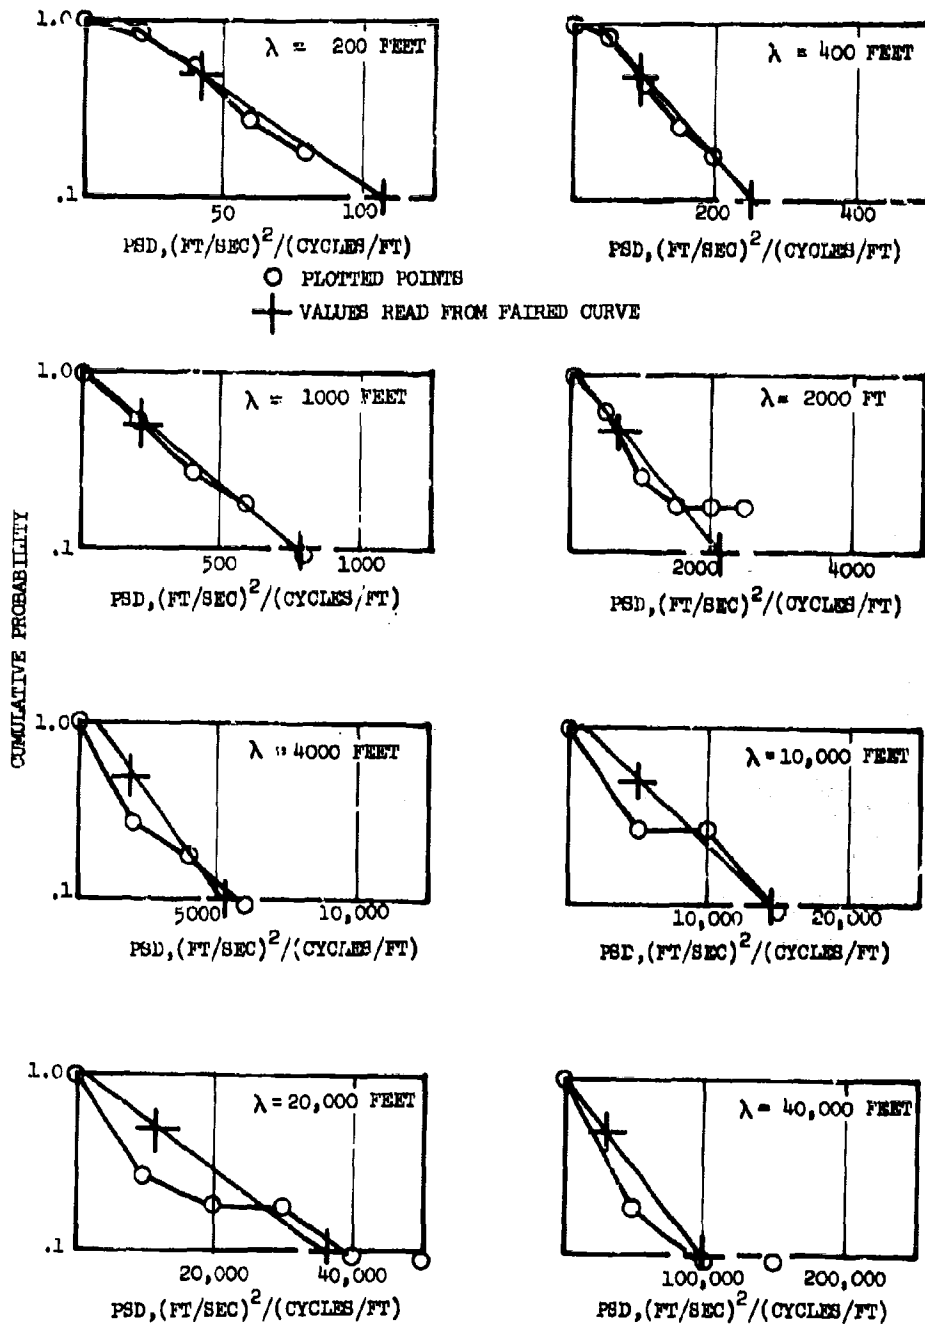 1.0
λ = 200 FEET
.1
50
100
PSD,(FT/SEC)²/(CYCLES/FT)
λ = 400 FEET
200
400
PSD,(FT/SEC)²/(CYCLES/FT)
○ PLOTTED POINTS
+ VALUES READ FROM FAIRED CURVE
CUMULATIVE PROBABILITY
1.0
λ = 1000 FEET
.1
500
1000
PSD,(FT/SEC)²/(CYCLES/FT)
λ = 2000 FT
2000
4000
PSD,(FT/SEC)²/(CYCLES/FT)
1.0
λ = 4000 FEET
.1
5000
10,000
PSD,(FT/SEC)²/(CYCLES/FT)
λ = 10,000 FEET
10,000
20,000
PSD,(FT/SEC)²/(CYCLES/FT)
1.0
λ = 20,000 FEET
.1
20,000
40,000
PSD,(FT/SEC)²/(CYCLES/FT)
λ = 40,000 FEET
100,000
200,000
PSD,(FT/SEC)²/(CYCLES/FT)